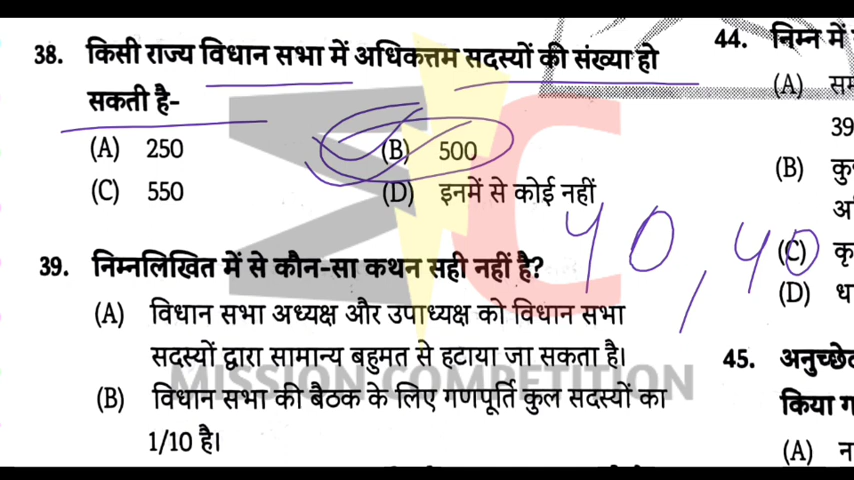 38. किसी राज्य विधान सभा में अधिकत्तम सदस्यों की संख्या हो
सकती है-
(A) 250 (B) 500
(C) 550 (D) इनमें से कोई नहीं
40, 40
39. निम्नलिखित में से कौन-सा कथन सही नहीं है?
(A) विधान सभा अध्यक्ष और उपाध्यक्ष को विधान सभा
सदस्यों द्वारा सामान्य बहुमत से हटाया जा सकता है।
(B) विधान सभा की बैठक के लिए गणपूर्ति कुल सदस्यों का
1/10 है।
MISSION COMPETITION
44. निम्न में
(A)
39
(B)
(C) कृ
(D) ध
45. अनुच्छेद
किया ग
(A) न